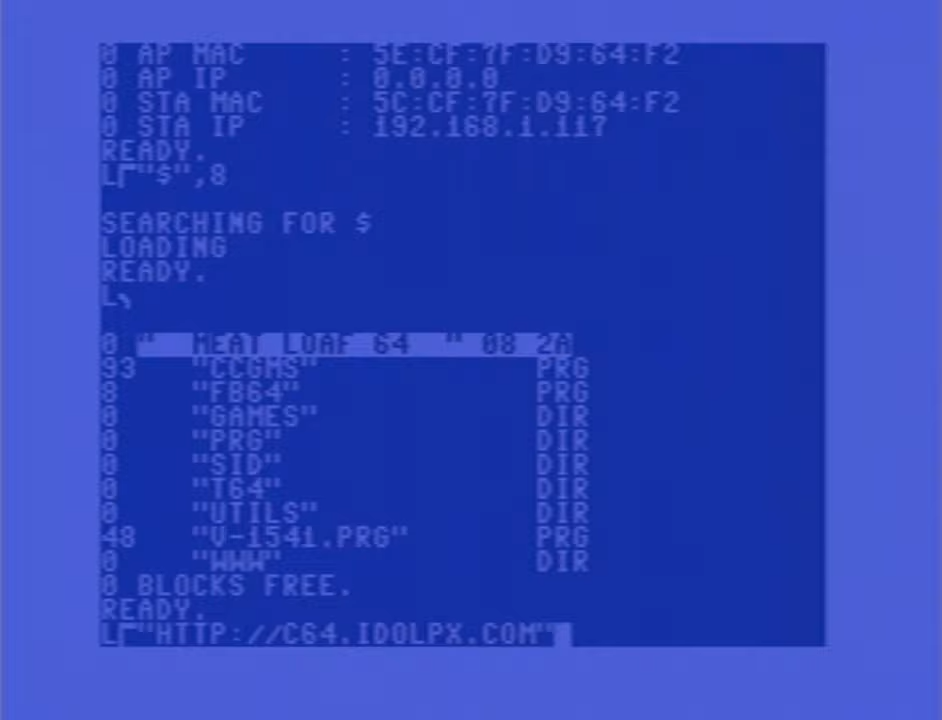 0 AP MAC     : 5E:CF:7F:D9:64:F2
0 AP IP      : 0.0.0.0
0 STA MAC    : 5C:CF:7F:D9:64:F2
0 STA IP     : 192.168.1.117
READY.
L┌"$",8
SEARCHING FOR $
LOADING
READY.
L╮
0 "  MEAT LOAF 64  " 08 2A
93   "CCGMS"            PRG
8    "FB64"             PRG
0    "GAMES"            DIR
0    "PRG"              DIR
0    "SID"              DIR
0    "T64"              DIR
0    "UTILS"            DIR
48   "V-1541.PRG"       PRG
0    "WWW"              DIR
0 BLOCKS FREE.
READY.
L┌"HTTP://C64.IDOLPX.COM"